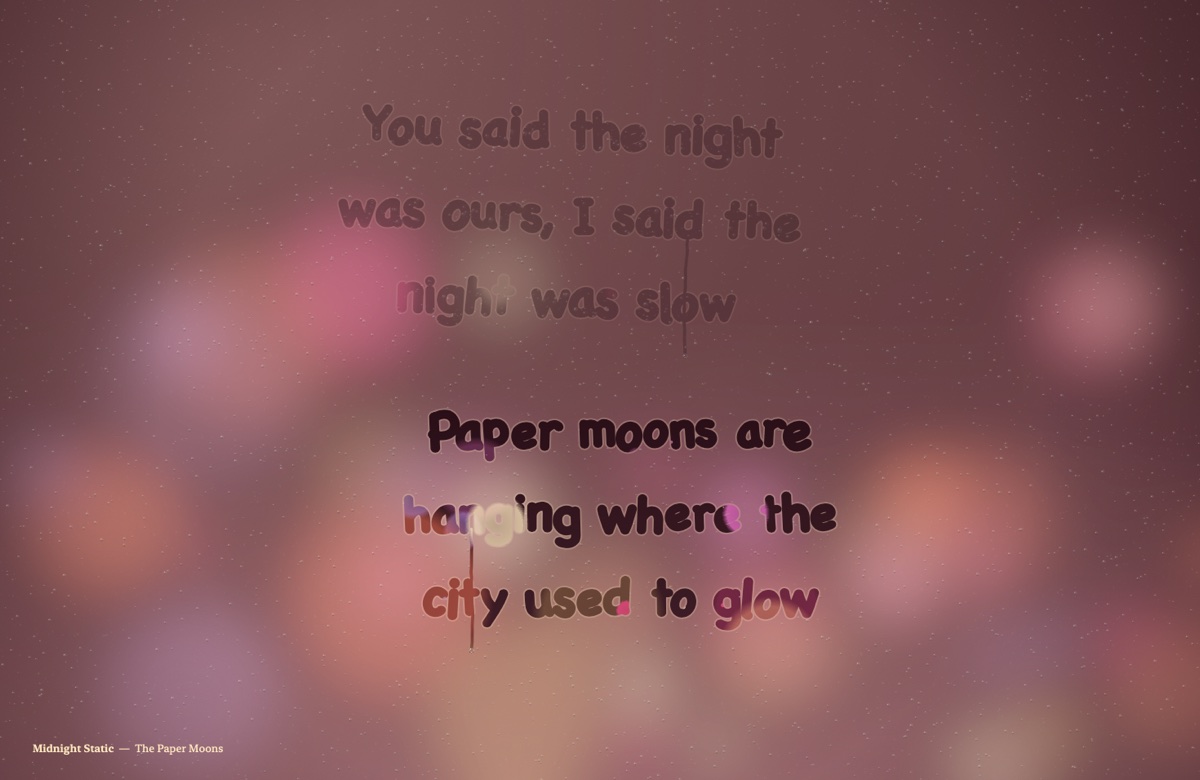 You said the night
was ours, I said the
night was slow
Paper moons are
hanging where the
city used to glow
Midnight Static — The Paper Moons